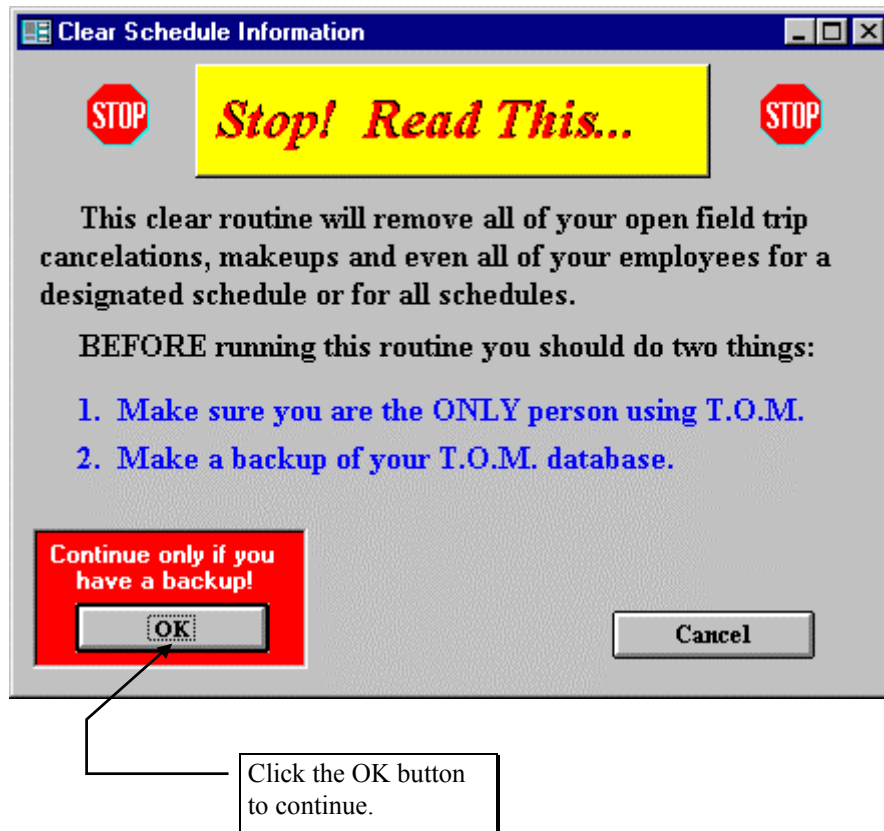 Clear Schedule Information
STOP
Stop! Read This...
STOP
This clear routine will remove all of your open field trip
cancelations, makeups and even all of your employees for a
designated schedule or for all schedules.
BEFORE running this routine you should do two things:
1. Make sure you are the ONLY person using T.O.M.
2. Make a backup of your T.O.M. database.
Continue only if you
have a backup!
OK
Cancel
Click the OK button
to continue.